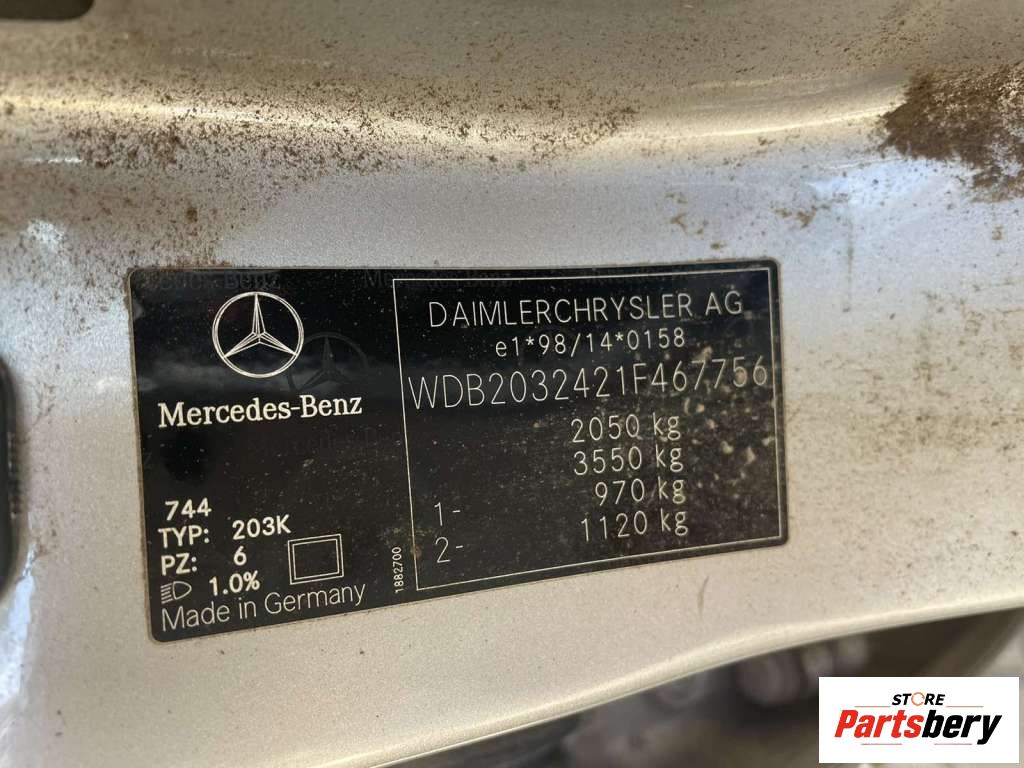 Mercedes-Benz
744
TYP: 203K
PZ: 6
1.0%
Made in Germany
1882700
DAIMLERCHRYSLER AG
e1*98/14*0158
WDB2032421F467756
2050 kg
3550 kg
1- 970 kg
2- 1120 kg
STORE
Partsbery